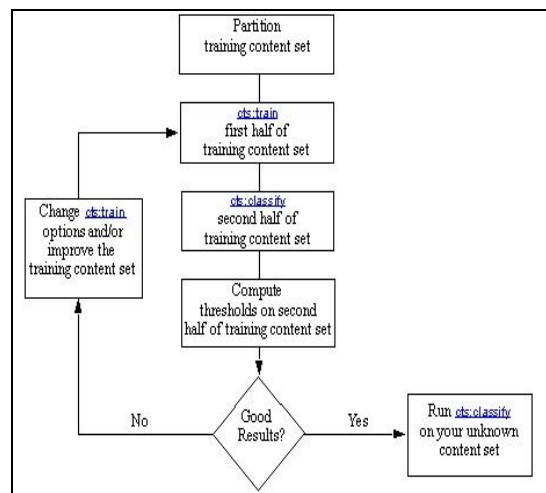 Partition
training content set
cts:train
first half of
training content set
cts:classify
second half of
training content set
Change cts:train
options and/or
improve the
training content set
Compute
thresholds on second
half of training content set
Good
Results?
No
Yes
Run cts:classify
on your unknown
content set